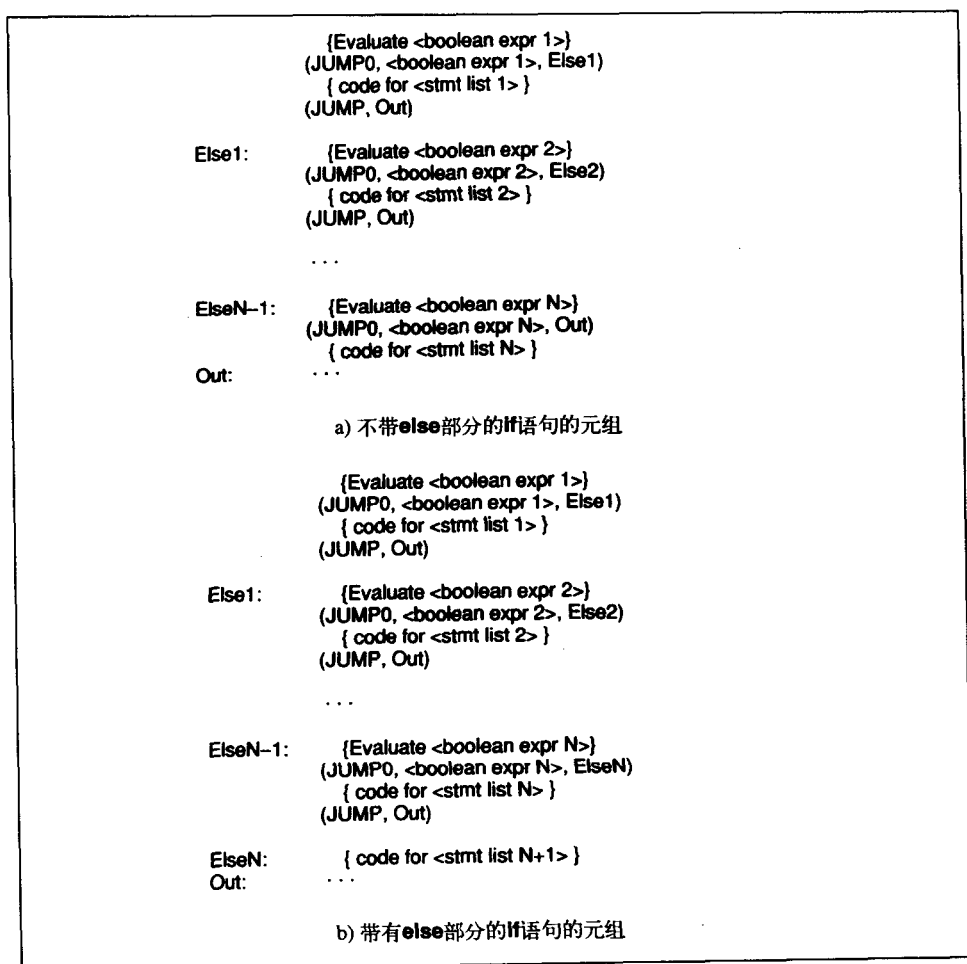 {Evaluate <boolean expr 1>}
(JUMP0, <boolean expr 1>, Else1)
{ code for <stmt list 1> }
(JUMP, Out)
Else1: {Evaluate <boolean expr 2>}
(JUMP0, <boolean expr 2>, Else2)
{ code for <stmt list 2> }
(JUMP, Out)
. . .
ElseN–1: {Evaluate <boolean expr N>}
(JUMP0, <boolean expr N>, Out)
{ code for <stmt list N> }
Out: . . .
a) 不带else部分的if语句的元组
{Evaluate <boolean expr 1>}
(JUMP0, <boolean expr 1>, Else1)
{ code for <stmt list 1> }
(JUMP, Out)
Else1: {Evaluate <boolean expr 2>}
(JUMP0, <boolean expr 2>, Else2)
{ code for <stmt list 2> }
(JUMP, Out)
. . .
ElseN–1: {Evaluate <boolean expr N>}
(JUMP0, <boolean expr N>, ElseN)
{ code for <stmt list N> }
(JUMP, Out)
ElseN: { code for <stmt list N+1> }
Out: . . .
b) 带有else部分的if语句的元组